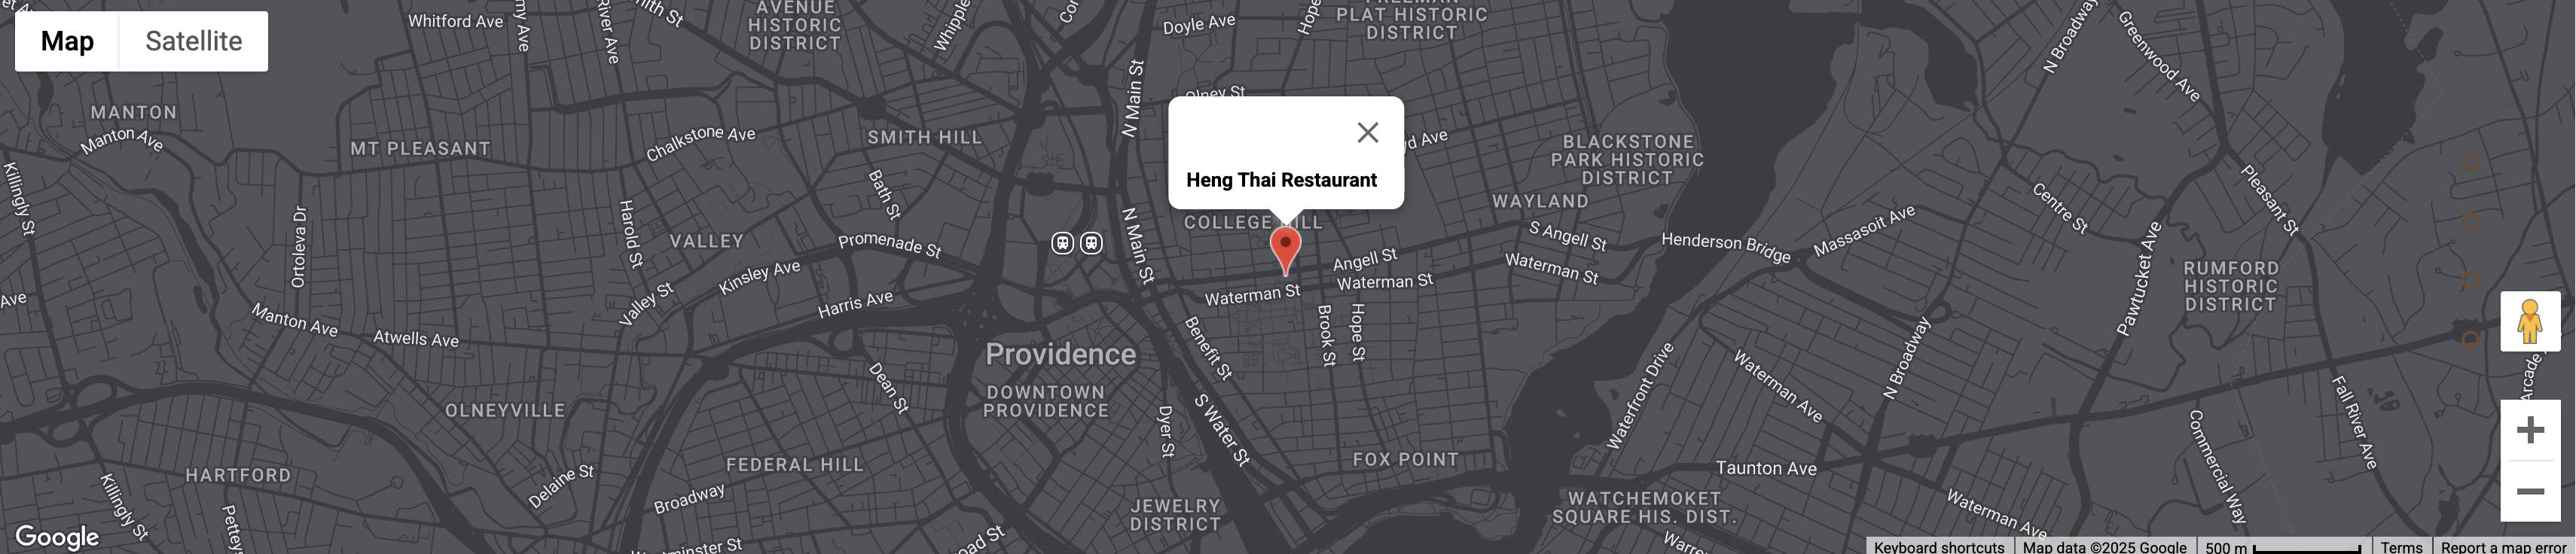 Map
Satellite
Whitford Ave
River Ave
AVENUE
HISTORIC
DISTRICT
Whipple
Doyle Ave
Hope
PLAT HISTORIC
DISTRICT
N Broadway
Greenwood Ave
MANTON
Manton Ave
MT PLEASANT
Chalkstone Ave
SMITH HILL
N Main St
Olney St
BLACKSTONE
PARK HISTORIC
DISTRICT
Heng Thai Restaurant
Killingly St
Ortoleva Dr
Harold St
Bath St
VALLEY
Promenade St
N Main St
COLLEGE HILL
WAYLAND
S Angell St
Henderson Bridge
Massasoit Ave
Centre St
Pleasant St
Kinsley Ave
Valley St
Harris Ave
Angell St
Waterman St
Waterman St
Waterman St
Pawtucket Ave
RUMFORD
HISTORIC
DISTRICT
Ave
Manton Ave
Atwells Ave
Providence
Benefit St
Brook St
Hope St
Dean St
DOWNTOWN
PROVIDENCE
OLNEYVILLE
Dyer St
S Water St
Waterfront Drive
Waterman Ave
N Broadway
Fall River Ave
Arcade
HARTFORD
Killingly St
Delaine St
FEDERAL HILL
Broadway
FOX POINT
Taunton Ave
Commercial Way
JEWELRY
DISTRICT
WATCHEMOKET
SQUARE HIS. DIST.
Waterman Ave
Google
Keyboard shortcuts
Map data ©2025 Google
500 m
Terms
Report a map error